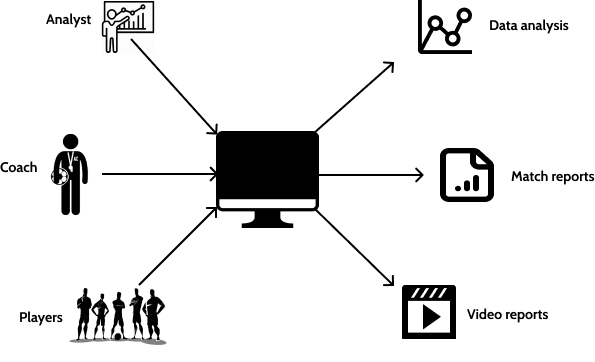 Analyst
Data analysis
Coach
Match reports
Players
Video reports